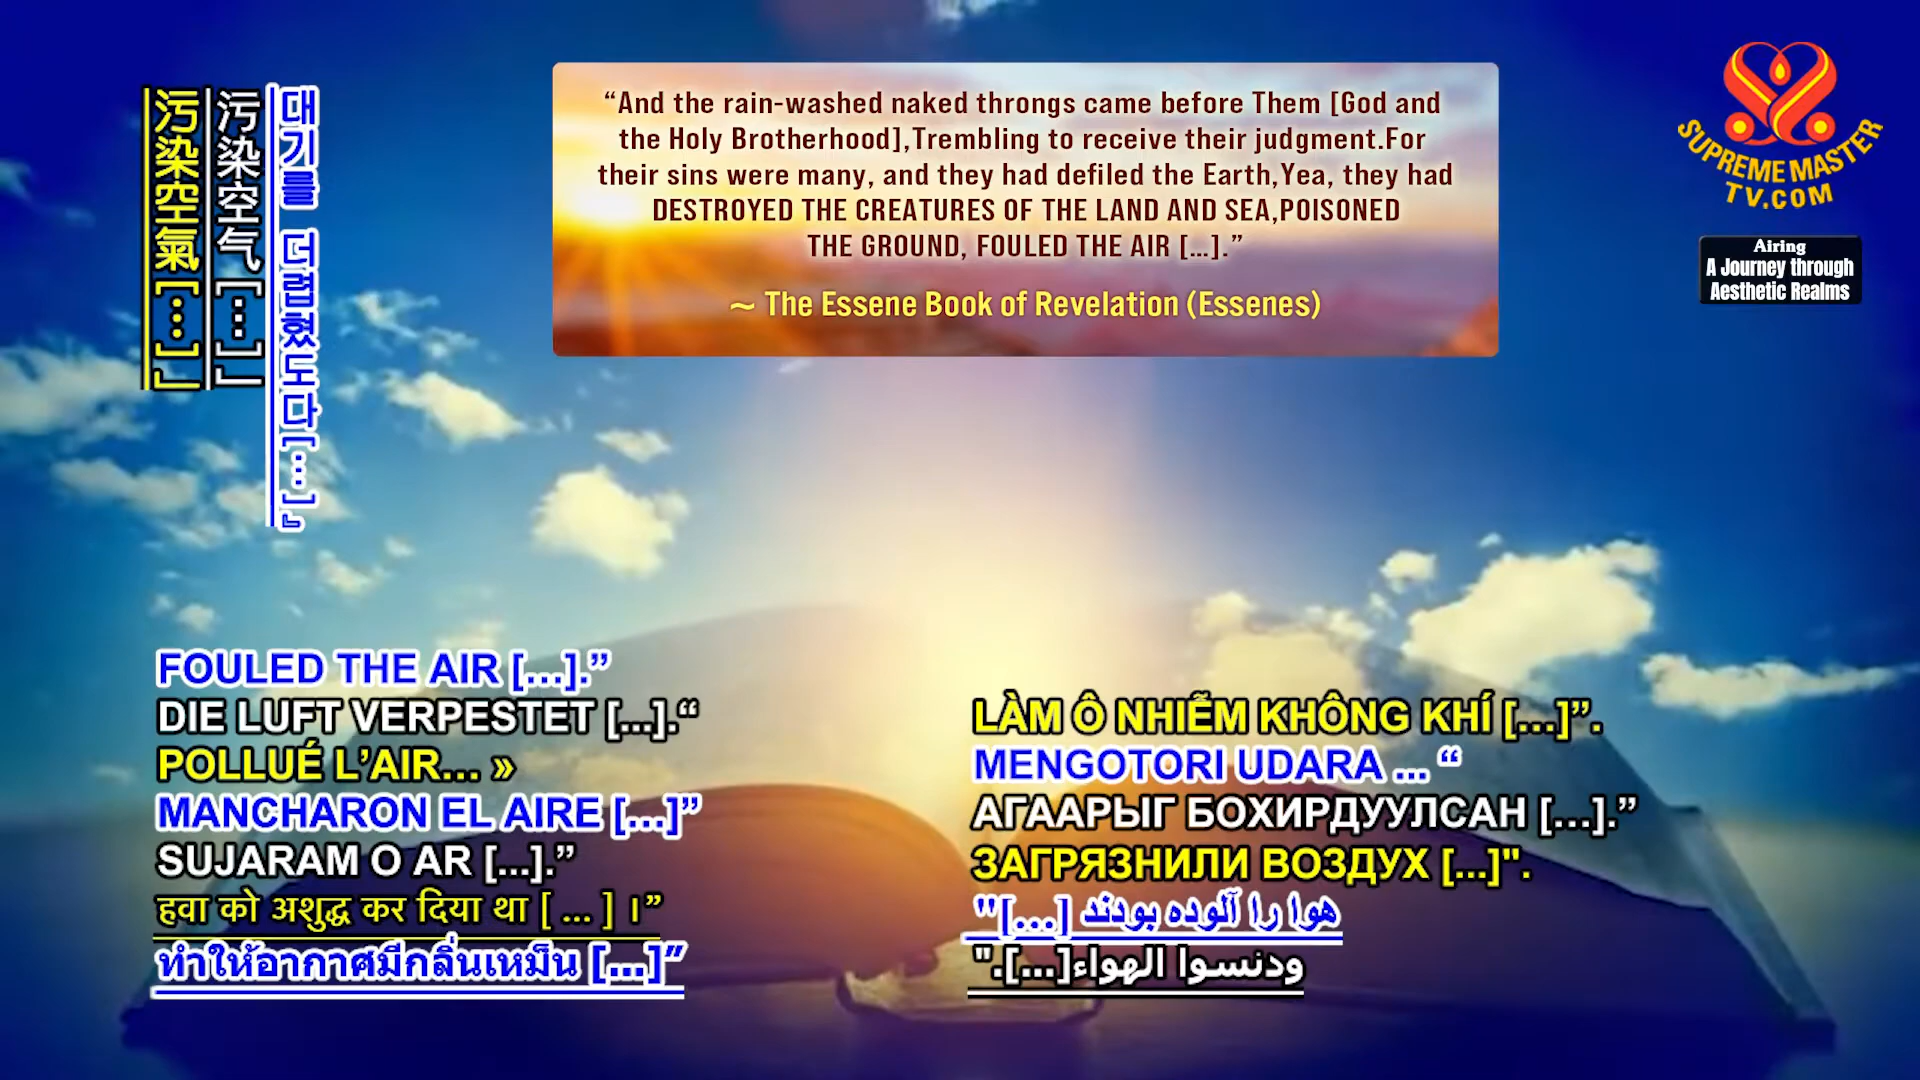 污染空氣[…]」
污染空气[…]」
대기를 더럽혔도다[…]』
“And the rain-washed naked throngs came before Them [God and
the Holy Brotherhood],Trembling to receive their judgment.For
their sins were many, and they had defiled the Earth,Yea, they had
DESTROYED THE CREATURES OF THE LAND AND SEA,POISONED
THE GROUND, FOULED THE AIR [...].”
~ The Essene Book of Revelation (Essenes)
SUPREME MASTER
TV.COM
Airing
A Journey through
Aesthetic Realms
FOULED THE AIR [...].”
DIE LUFT VERPESTET [...].“
POLLUÉ L’AIR... »
MANCHARON EL AIRE [...]”
SUJARAM O AR [...].”
हवा को अशुद्ध कर दिया था [ ... ] ।”
ทำให้อากาศมีกลิ่นเหม็น [...]”
LÀM Ô NHIỄM KHÔNG KHÍ [...]”.
MENGOTORI UDARA ... “
АГААРЫГ БОХИРДУУЛСАН [...].”
ЗАГРЯЗНИЛИ ВОЗДУХ [...]".
هوا را آلوده بودند [...]"
ودنسوا الهواء[...]."